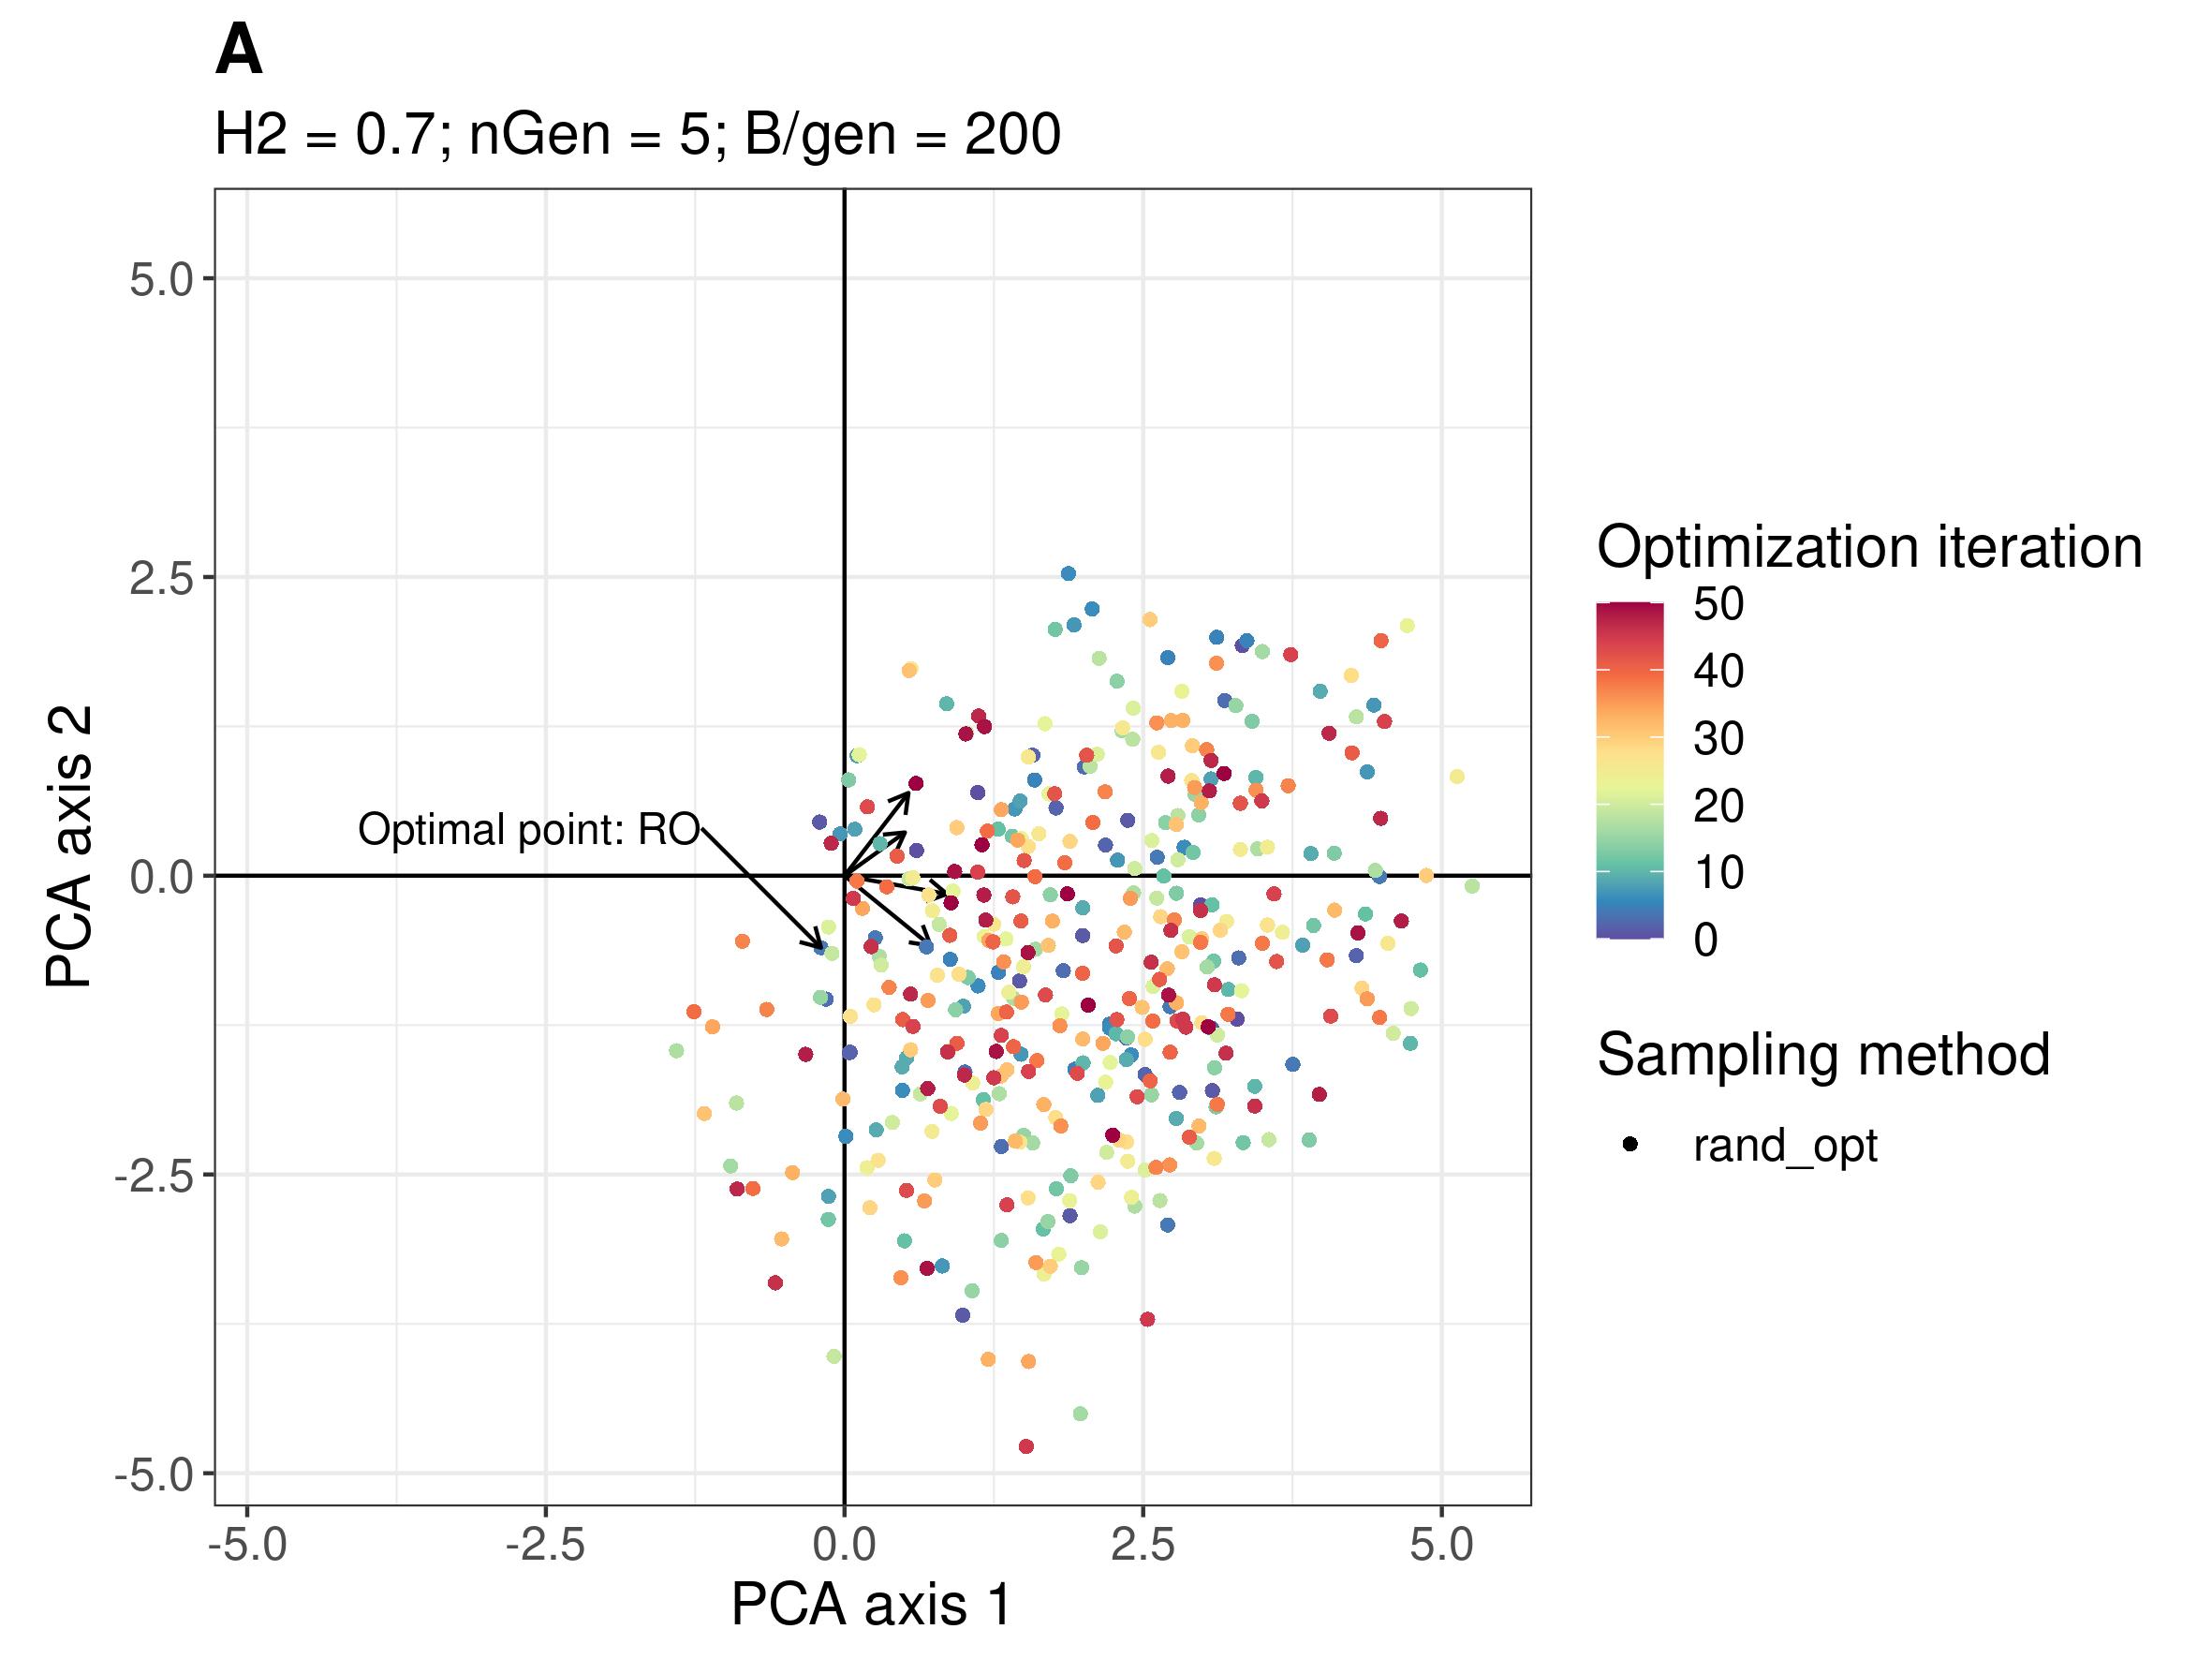 A
H2 = 0.7; nGen = 5; B/gen = 200
5.0
2.5
0.0
-2.5
-5.0
PCA axis 2
Optimal point: RO
-5.0
-2.5
0.0
2.5
5.0
PCA axis 1
Optimization iteration
50
40
30
20
10
0
Sampling method
rand_opt